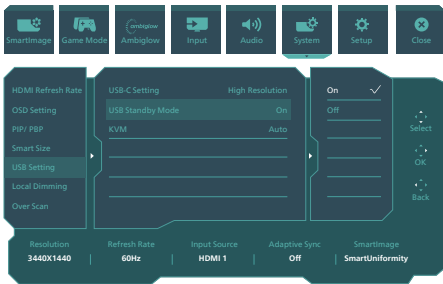 SmartImage Game Mode Ambiglow Input Audio System Setup Close
ambiglow
HDMI Refresh Rate
OSD Setting
PIP/ PBP
Smart Size
USB Setting
Local Dimming
Over Scan
USB-C Setting High Resolution
USB Standby Mode On
KVM Auto
On
Off
Select
OK
Back
Resolution Refresh Rate Input Source Adaptive Sync SmartImage
3440X1440 | 60Hz | HDMI 1 | Off | SmartUniformity